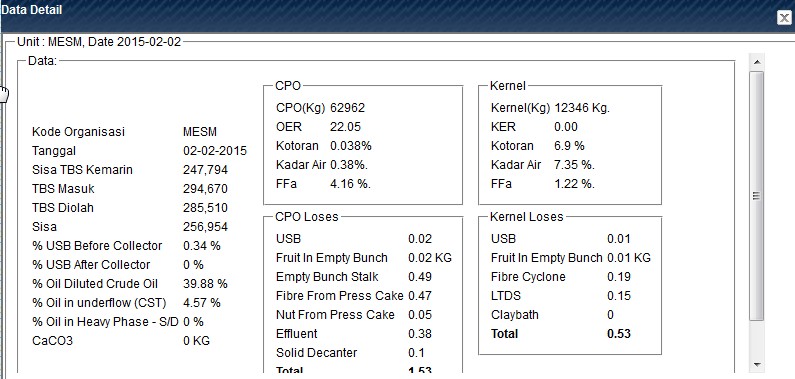 Data Detail
Unit : MESM, Date 2015-02-02
Data:
Kode Organisasi MESM
Tanggal 02-02-2015
Sisa TBS Kemarin 247,794
TBS Masuk 294,670
TBS Diolah 285,510
Sisa 256,954
% USB Before Collector 0.34 %
% USB After Collector 0 %
% Oil Diluted Crude Oil 39.88 %
% Oil in underflow (CST) 4.57 %
% Oil in Heavy Phase - S/D 0 %
CaCO3 0 KG
CPO
CPO(Kg) 62962
OER 22.05
Kotoran 0.038%
Kadar Air 0.38%.
FFa 4.16 %.
Kernel
Kernel(Kg) 12346 Kg.
KER 0.00
Kotoran 6.9 %
Kadar Air 7.35 %.
FFa 1.22 %.
CPO Loses
USB 0.02
Fruit In Empty Bunch 0.02 KG
Empty Bunch Stalk 0.49
Fibre From Press Cake 0.47
Nut From Press Cake 0.05
Effluent 0.38
Solid Decanter 0.1
Total 1.53
Kernel Loses
USB 0.01
Fruit In Empty Bunch 0.01 KG
Fibre Cyclone 0.19
LTDS 0.15
Claybath 0
Total 0.53